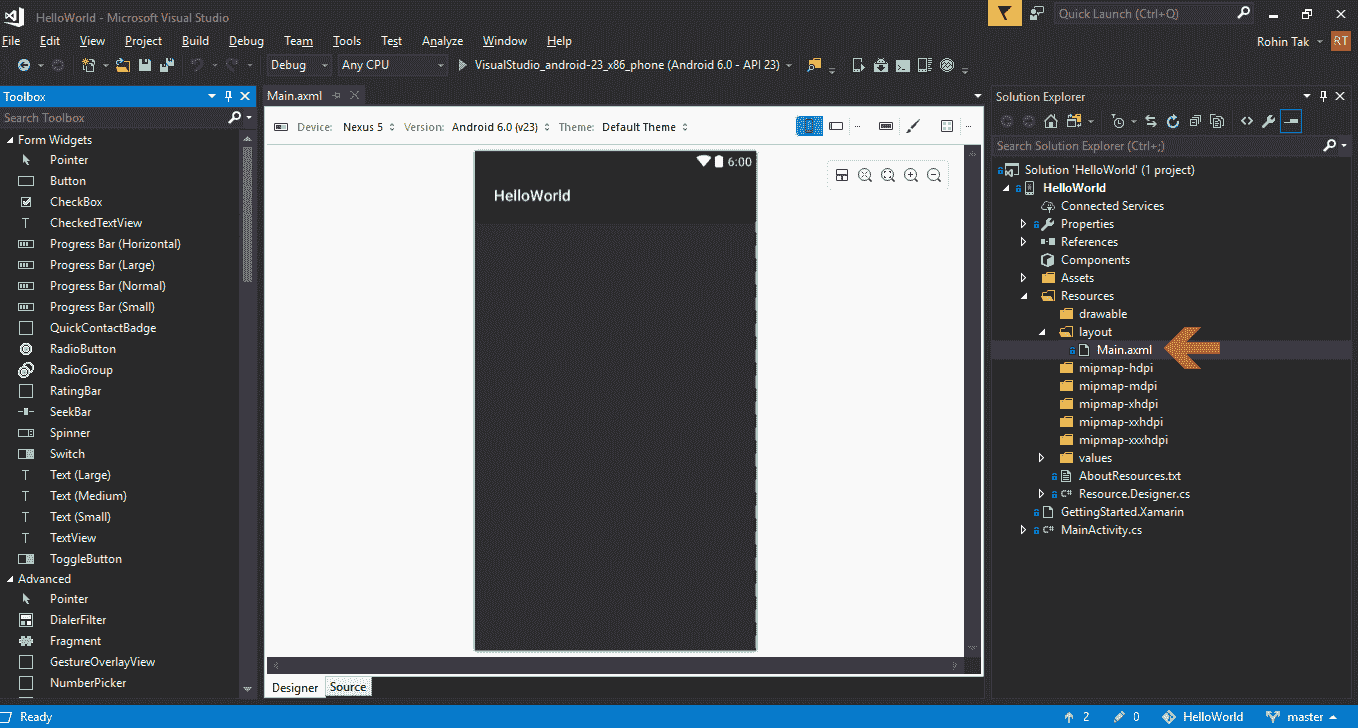 HelloWorld - Microsoft Visual Studio
Quick Launch (Ctrl+Q)
File Edit View Project Build Debug Team Tools Test Analyze Window Help
Rohin Tak RT
Debug Any CPU VisualStudio_android-23_x86_phone (Android 6.0 - API 23)
Toolbox
Search Toolbox
Form Widgets
Pointer
Button
CheckBox
CheckedTextView
Progress Bar (Horizontal)
Progress Bar (Large)
Progress Bar (Normal)
Progress Bar (Small)
QuickContactBadge
RadioButton
RadioGroup
RatingBar
SeekBar
Spinner
Switch
Text (Large)
Text (Medium)
Text (Small)
TextView
ToggleButton
Advanced
Pointer
DialerFilter
Fragment
GestureOverlayView
NumberPicker
Main.axml
Device: Nexus 5 Version: Android 6.0 (v23) Theme: Default Theme
6:00
HelloWorld
Designer Source
Solution Explorer
Search Solution Explorer (Ctrl+;)
Solution 'HelloWorld' (1 project)
HelloWorld
Connected Services
Properties
References
Components
Assets
Resources
drawable
layout
Main.axml
mipmap-hdpi
mipmap-mdpi
mipmap-xhdpi
mipmap-xxhdpi
mipmap-xxxhdpi
values
AboutResources.txt
C# Resource.Designer.cs
GettingStarted.Xamarin
C# MainActivity.cs
Ready
2 0 HelloWorld master